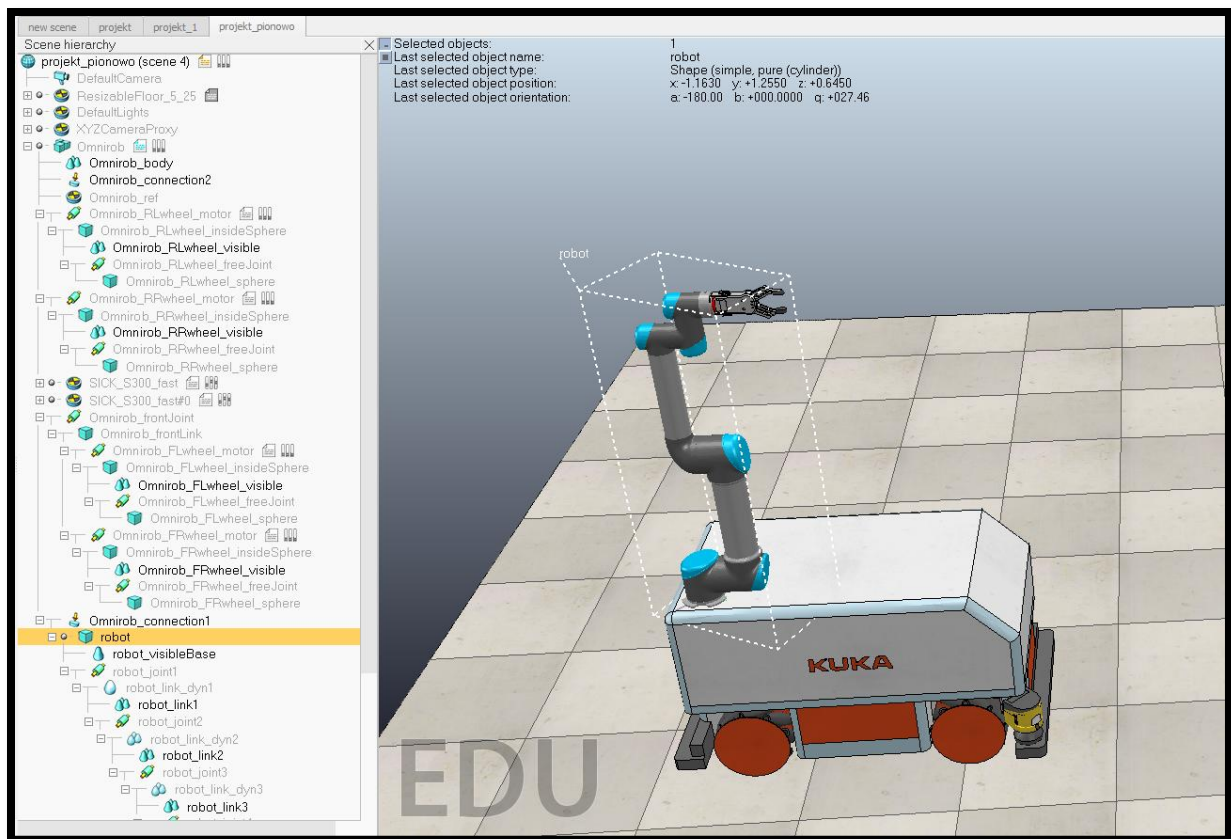 new scene projekt projekt_1 projekt_pionowo
Scene hierarchy
projekt_pionowo (scene 4)
DefaultCamera
ResizableFloor_5_25
DefaultLights
XYZCameraProxy
Omnirob
Omnirob_body
Omnirob_connection2
Omnirob_ref
Omnirob_RLwheel_motor
Omnirob_RLwheel_insideSphere
Omnirob_RLwheel_visible
Omnirob_RLwheel_freeJoint
Omnirob_RLwheel_sphere
Omnirob_RRwheel_motor
Omnirob_RRwheel_insideSphere
Omnirob_RRwheel_visible
Omnirob_RRwheel_freeJoint
Omnirob_RRwheel_sphere
SICK_S300_fast
SICK_S300_fast#0
Omnirob_frontJoint
Omnirob_frontLink
Omnirob_FLwheel_motor
Omnirob_FLwheel_insideSphere
Omnirob_FLwheel_visible
Omnirob_FLwheel_freeJoint
Omnirob_FLwheel_sphere
Omnirob_FRwheel_motor
Omnirob_FRwheel_insideSphere
Omnirob_FRwheel_visible
Omnirob_FRwheel_freeJoint
Omnirob_FRwheel_sphere
Omnirob_connection1
robot
robot_visibleBase
robot_joint1
robot_link_dyn1
robot_link1
robot_joint2
robot_link_dyn2
robot_link2
robot_joint3
robot_link_dyn3
robot_link3
Selected objects: 1
Last selected object name: robot
Last selected object type: Shape (simple, pure (cylinder))
Last selected object position: x: -1.1630 y: +1.2550 z: +0.6450
Last selected object orientation: a: -180.00 b: +000.0000 g: +027.46
robot
KUKA
EDU